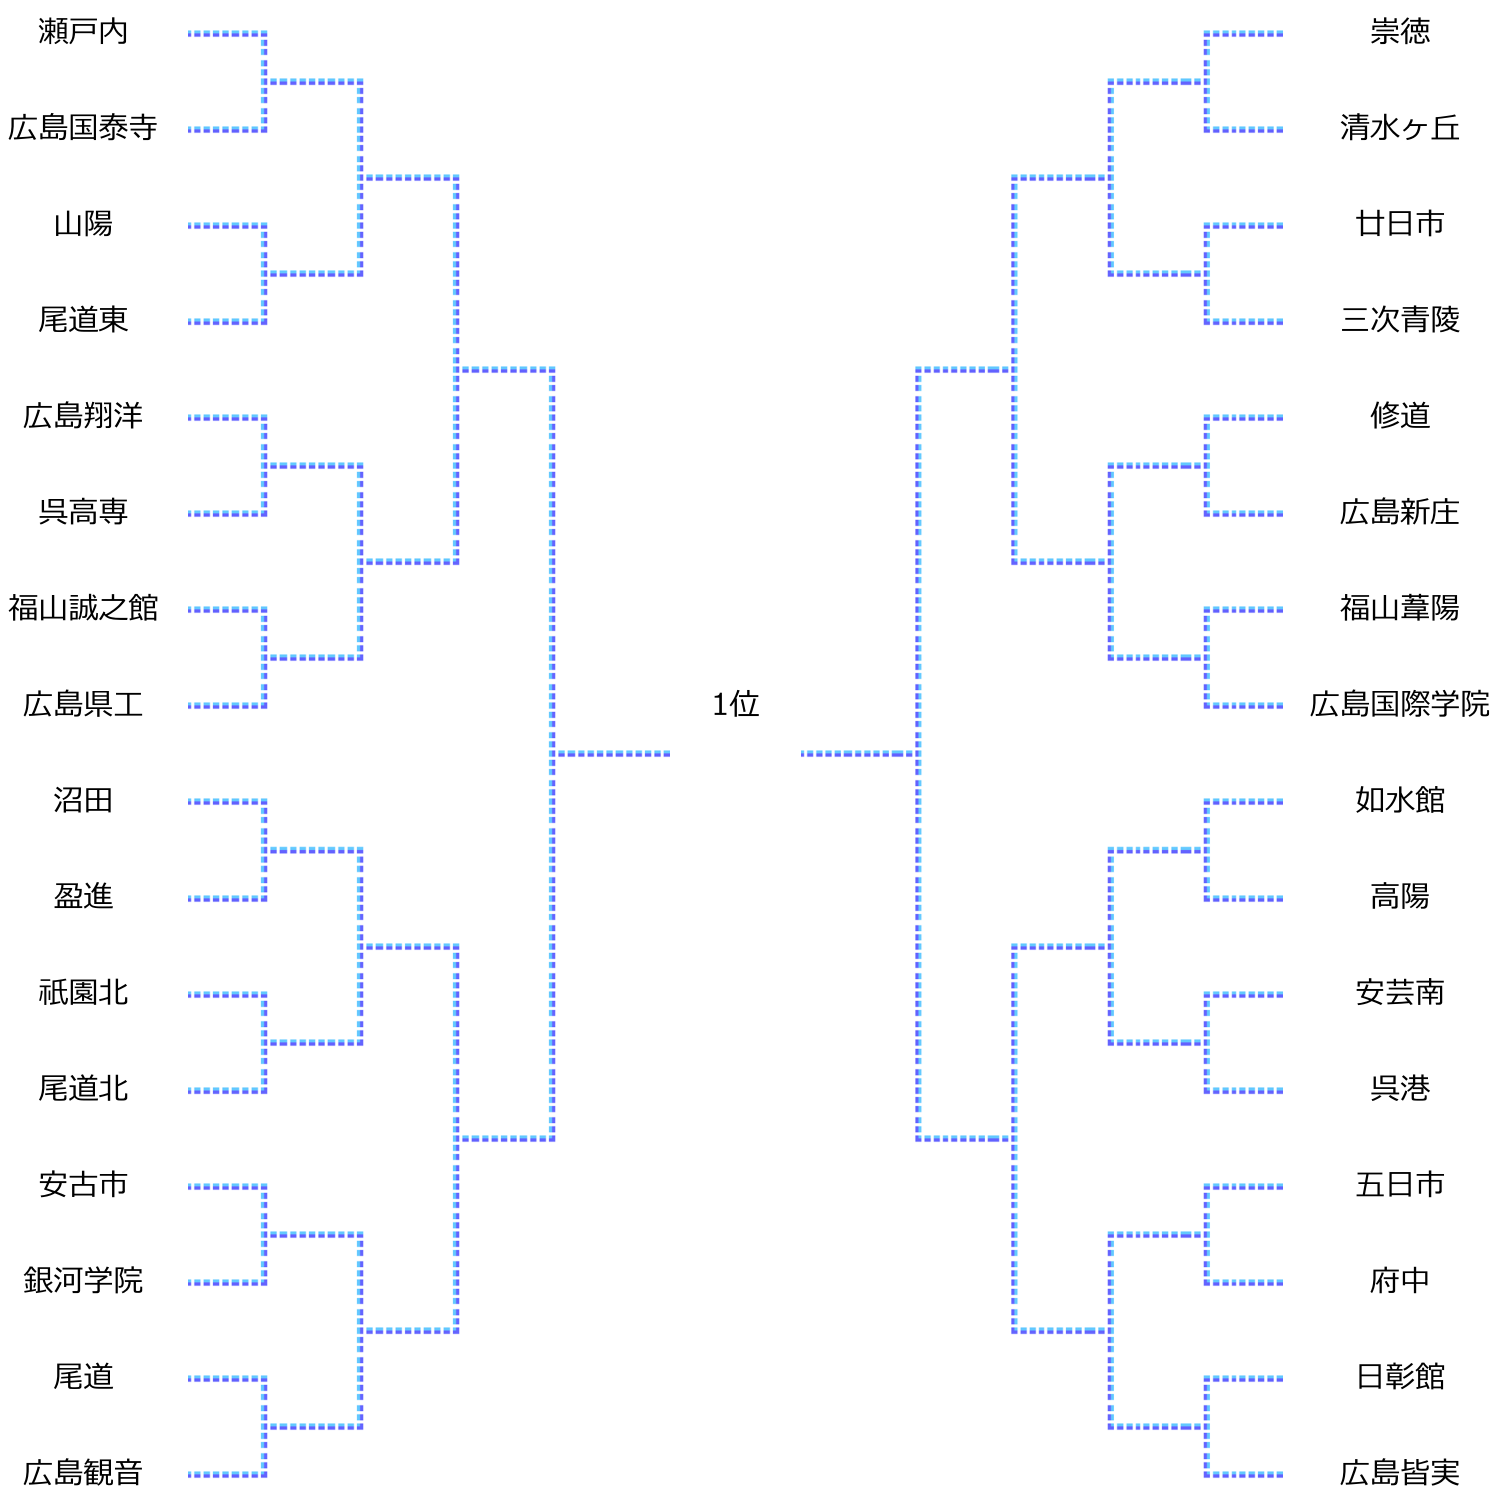 瀬戸内
広島国泰寺
山陽
尾道東
広島翔洋
呉高専
福山誠之館
広島県工
沼田
盈進
祇園北
尾道北
安古市
銀河学院
尾道
広島観音
1位
崇徳
清水ヶ丘
廿日市
三次青陵
修道
広島新庄
福山葦陽
広島国際学院
如水館
高陽
安芸南
呉港
五日市
府中
日彰館
広島皆実